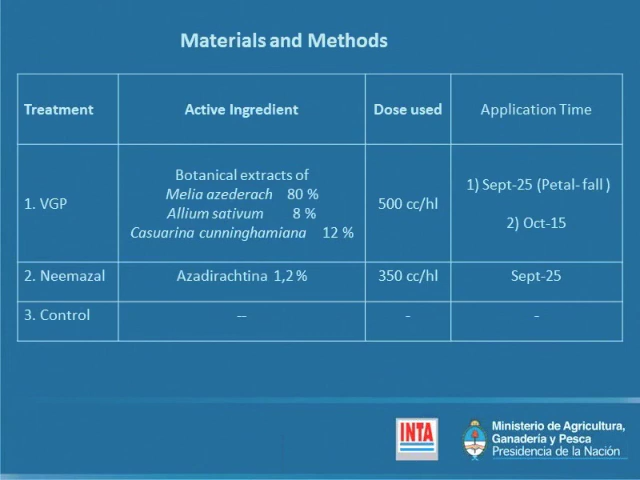 Materials and Methods
Treatment Active Ingredient Dose used Application Time
1. VGP
Botanical extracts of
Melia azederach 80 %
Allium sativum 8 %
Casuarina cunninghamiana 12 %
500 cc/hl
1) Sept-25 (Petal- fall )
2) Oct-15
2. Neemazal Azadirachtina 1,2 % 350 cc/hl Sept-25
3. Control -- - -
INTA
Ministerio de Agricultura,
Ganadería y Pesca
Presidencia de la Nación